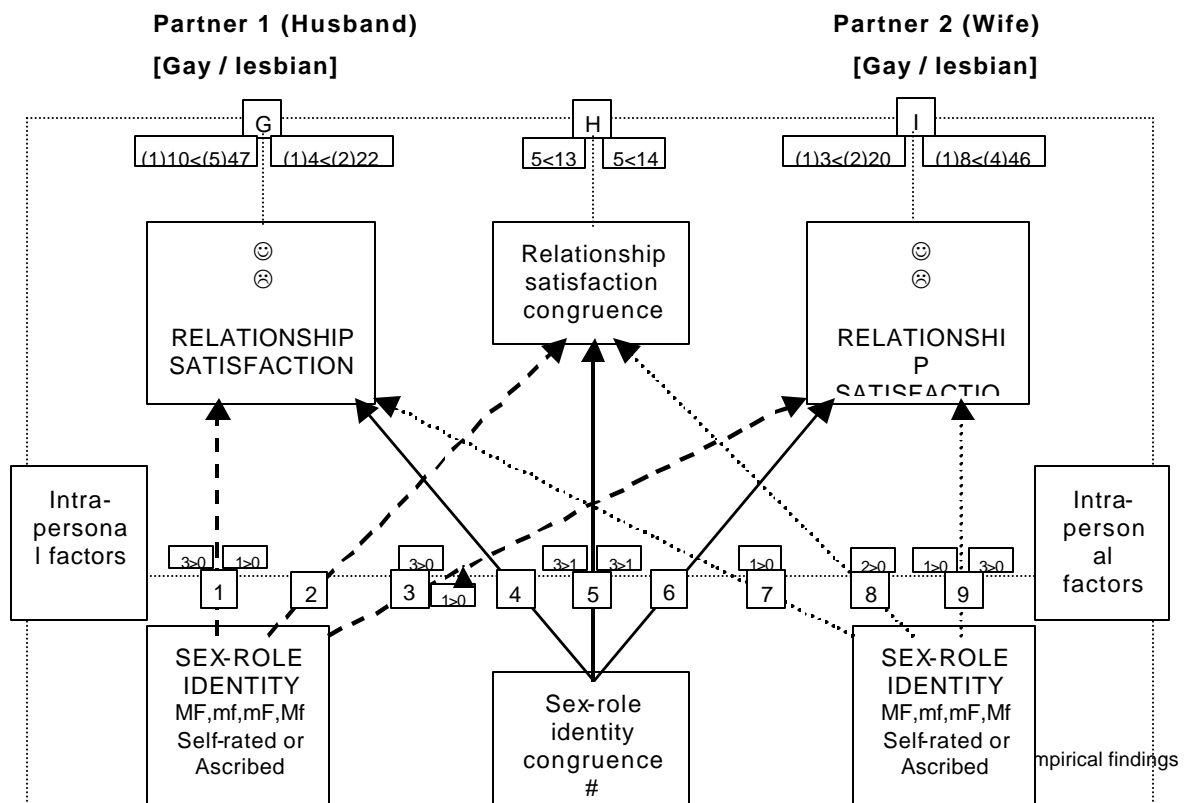 Partner 1 (Husband)
Partner 2 (Wife)
[Gay / lesbian]
[Gay / lesbian]
G
H
I
(1)10<(5)47
(1)4<(2)22
5<13
5<14
(1)3<(2)20
(1)8<(4)46
☺
☹
RELATIONSHIP
SATISFACTION
Relationship
satisfaction
congruence
☺
☹
RELATIONSHI
P
SATISFACTIO
Intra-
persona
l factors
Intra-
person
al
factors
3>0
1>0
3>0
1>0
3>1
3>1
1>0
2>0
1>0
3>0
1
2
3
4
5
6
7
8
9
SEX-ROLE
IDENTITY
MF,mf,mF,Mf
Self-rated or
Ascribed
Sex-role
identity
congruence
#
SEX-ROLE
IDENTITY
MF,mf,mF,Mf
Self-rated or
Ascribed
mpirical findings